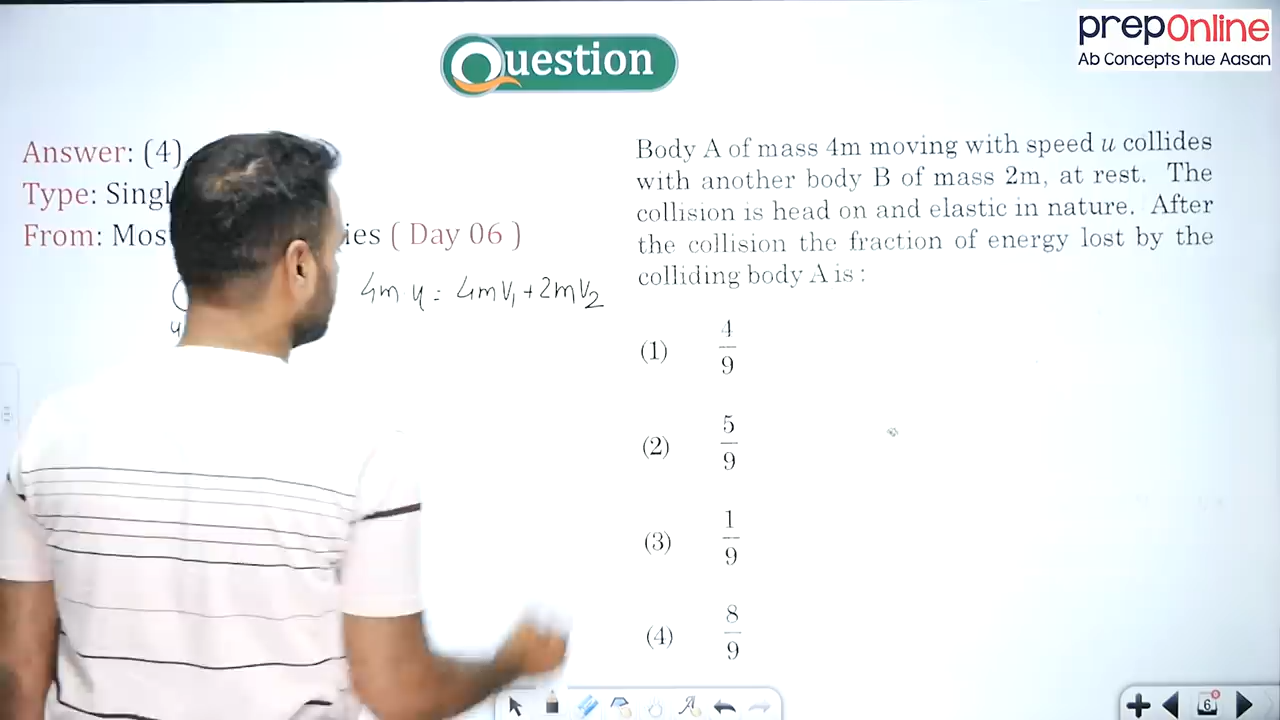 prepOnline
Ab Concepts hue Aasan
Question
Answer: (4)
Type:
From:
( Day 06 )
4m u = 4mV1 + 2mV2
Body A of mass 4m moving with speed u collides
with another body B of mass 2m, at rest. The
collision is head on and elastic in nature. After
the collision the fraction of energy lost by the
colliding body A is :
(1) 4/9
(2) 5/9
(3) 1/9
(4) 8/9
6